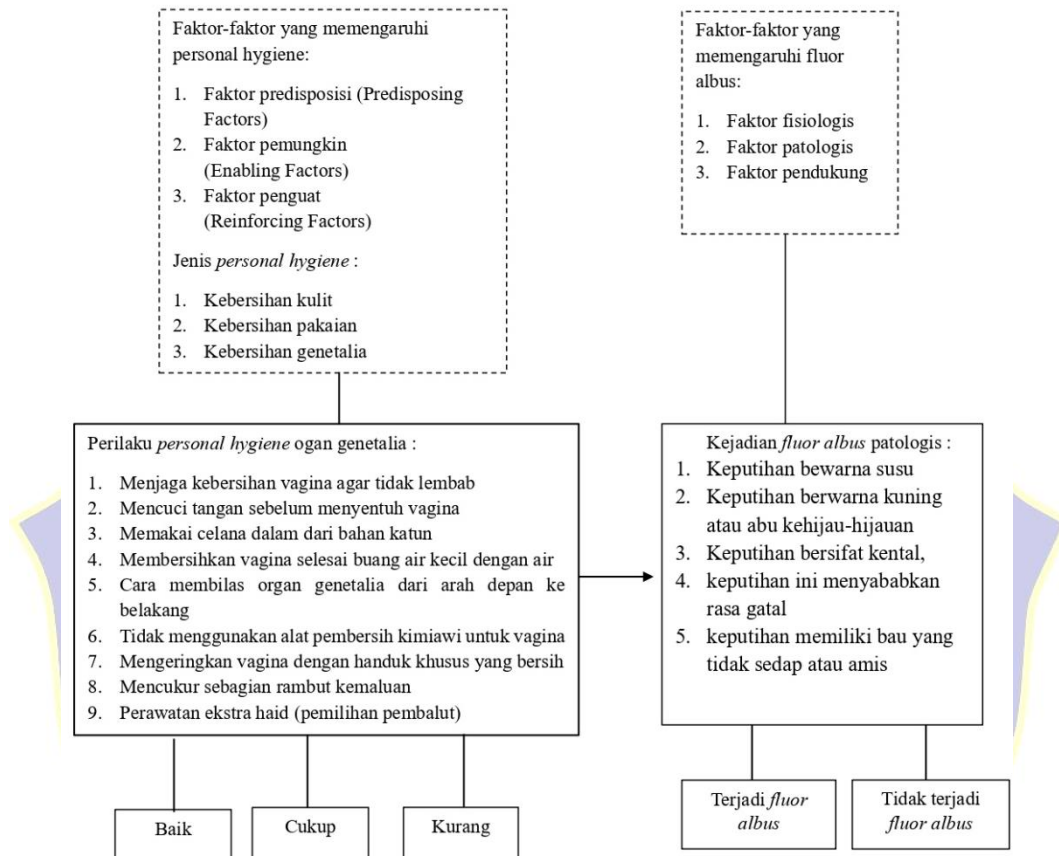 Faktor-faktor yang memengaruhi
personal hygiene:
1. Faktor predisposisi (Predisposing
Factors)
2. Faktor pemungkin
(Enabling Factors)
3. Faktor penguat
(Reinforcing Factors)
Jenis personal hygiene :
1. Kebersihan kulit
2. Kebersihan pakaian
3. Kebersihan genetalia
Faktor-faktor yang
memengaruhi fluor
albus:
1. Faktor fisiologis
2. Faktor patologis
3. Faktor pendukung
Perilaku personal hygiene ogan genetalia :
1. Menjaga kebersihan vagina agar tidak lembab
2. Mencuci tangan sebelum menyentuh vagina
3. Memakai celana dalam dari bahan katun
4. Membersihkan vagina selesai buang air kecil dengan air
5. Cara membilas organ genetalia dari arah depan ke
belakang
6. Tidak menggunakan alat pembersih kimiawi untuk vagina
7. Mengeringkan vagina dengan handuk khusus yang bersih
8. Mencukur sebagian rambut kemaluan
9. Perawatan ekstra haid (pemilihan pembalut)
Kejadian fluor albus patologis :
1. Keputihan bewarna susu
2. Keputihan berwarna kuning
atau abu kehijau-hijauan
3. Keputihan bersifat kental,
4. keputihan ini menyababkan
rasa gatal
5. keputihan memiliki bau yang
tidak sedap atau amis
Baik
Cukup
Kurang
Terjadi fluor
albus
Tidak terjadi
fluor albus